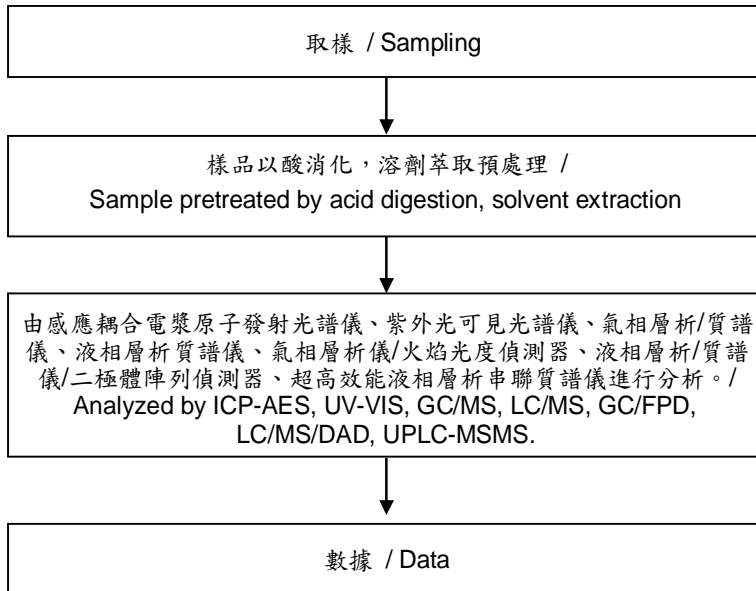 取樣 / Sampling
樣品以酸消化，溶劑萃取預處理 /
Sample pretreated by acid digestion, solvent extraction
由感應耦合電漿原子發射光譜儀、紫外光可見光譜儀、氣相層析/質譜
儀、液相層析質譜儀、氣相層析儀/火焰光度偵測器、液相層析/質譜
儀/二極體陣列偵測器、超高效能液相層析串聯質譜儀進行分析。/
Analyzed by ICP-AES, UV-VIS, GC/MS, LC/MS, GC/FPD,
LC/MS/DAD, UPLC-MSMS.
數據 / Data